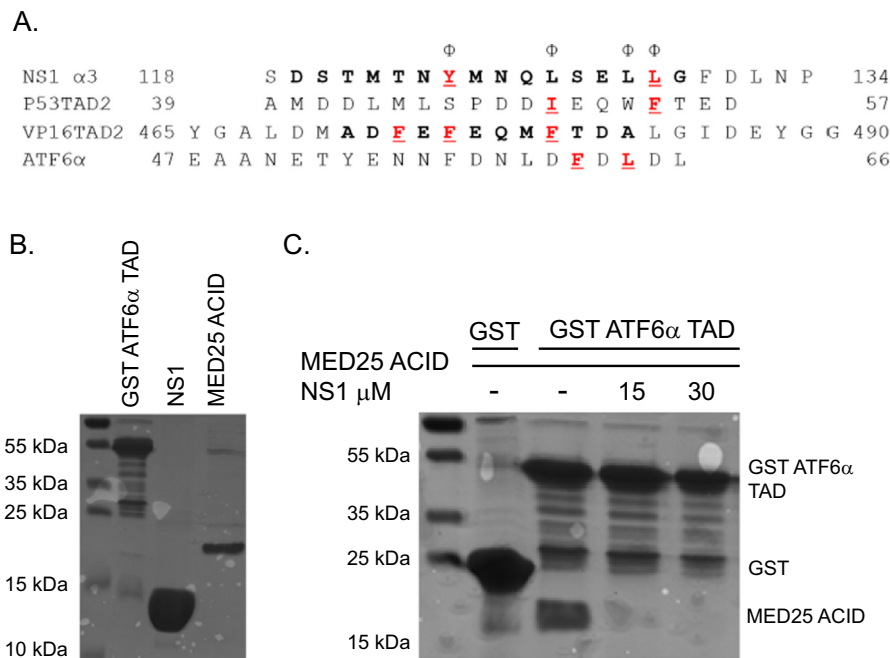 A.
Φ Φ Φ Φ
NS1 α3 118 S D S T M T N Y M N Q L S E L L G F D L N P 134
P53TAD2 39 A M D D L M L S P D D I E Q W F T E D 57
VP16TAD2 465 Y G A L D M A D F E F E Q M F T D A L G I D E Y G G 490
ATF6α 47 E A A N E T Y E N N F D N L D F D L D L 66
B.
GST ATF6α TAD
NS1
MED25 ACID
55 kDa
35 kDa
25 kDa
15 kDa
10 kDa
C.
GST GST ATF6α TAD
MED25 ACID
NS1 μM - - 15 30
55 kDa
35 kDa
25 kDa
15 kDa
GST ATF6α
TAD
GST
MED25 ACID